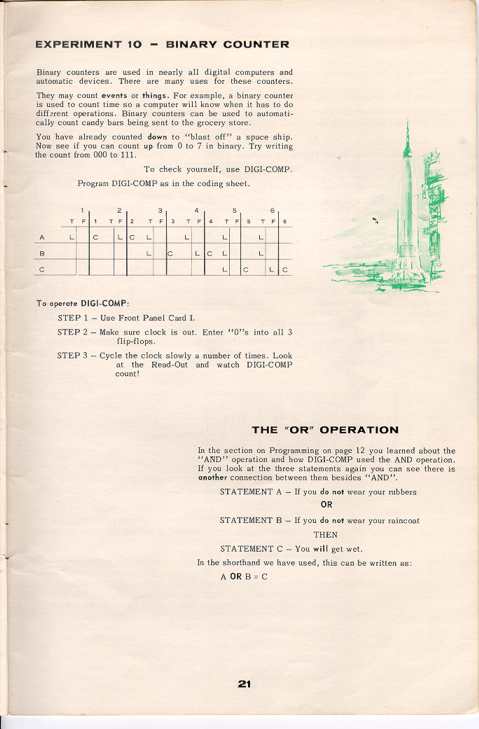 EXPERIMENT 10 – BINARY COUNTER
Binary counters are used in nearly all digital computers and
automatic devices. There are many uses for these counters.
They may count events or things. For example, a binary counter
is used to count time so a computer will know when it has to do
different operations. Binary counters can be used to automati-
cally count candy bars being sent to the grocery store.
You have already counted down to "blast off" a space ship.
Now see if you can count up from 0 to 7 in binary. Try writing
the count from 000 to 111.
To check yourself, use DIGI-COMP.
Program DIGI-COMP as in the coding sheet.
1 2 3 4 5 6
T F 1 T F 2 T F 3 T F 4 T F 5 T F 6
A L C L C L L L L
B L C L C L L
C L C L C
To operate DIGI-COMP:
STEP 1 – Use Front Panel Card I.
STEP 2 – Make sure clock is out. Enter "0"s into all 3
flip-flops.
STEP 3 – Cycle the clock slowly a number of times. Look
at the Read-Out and watch DIGI-COMP
count!
THE "OR" OPERATION
In the section on Programming on page 12 you learned about the
"AND" operation and how DIGI-COMP used the AND operation.
If you look at the three statements again you can see there is
another connection between them besides "AND".
STATEMENT A – If you do not wear your rubbers
OR
STATEMENT B – If you do not wear your raincoat
THEN
STATEMENT C – You will get wet.
In the shorthand we have used, this can be written as:
A OR B = C
21